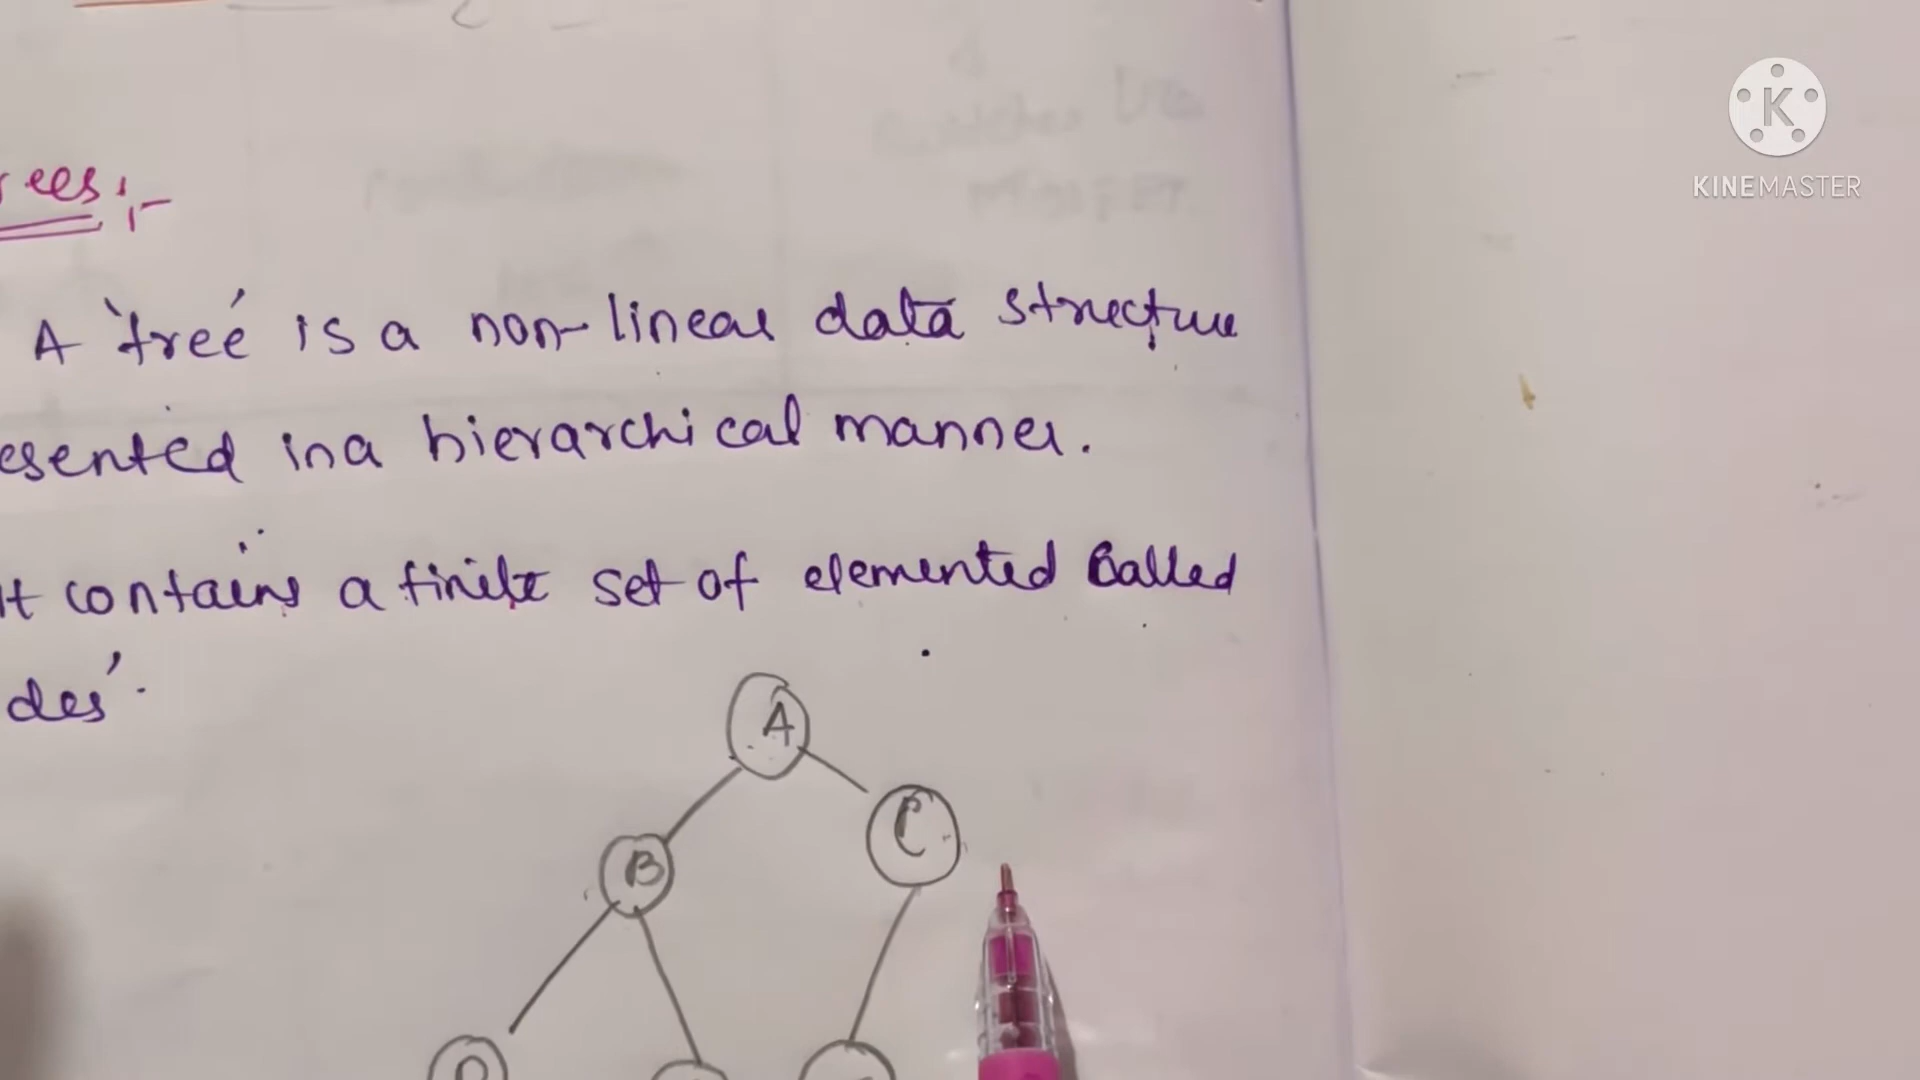 KINEMASTER
ees:-
A 'tree' is a non-linear data structure
esented in a hierarchical manner.
It contains a finite set of elemented Called
des'.
A
B
C